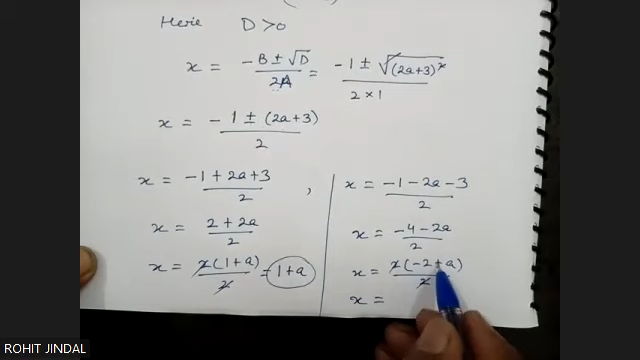 Here D>0
x = -B ± √D / 2A = -1 ± √(2a+3)² / 2×1
x = -1 ± (2a+3) / 2
x = -1 + 2a+3 / 2 ,
x = 2 + 2a / 2
x = 2(1+a) / 2 = 1+a
x = -1 - 2a - 3 / 2
x = -4 - 2a / 2
x = 2(-2+a) / 2
x =
ROHIT JINDAL